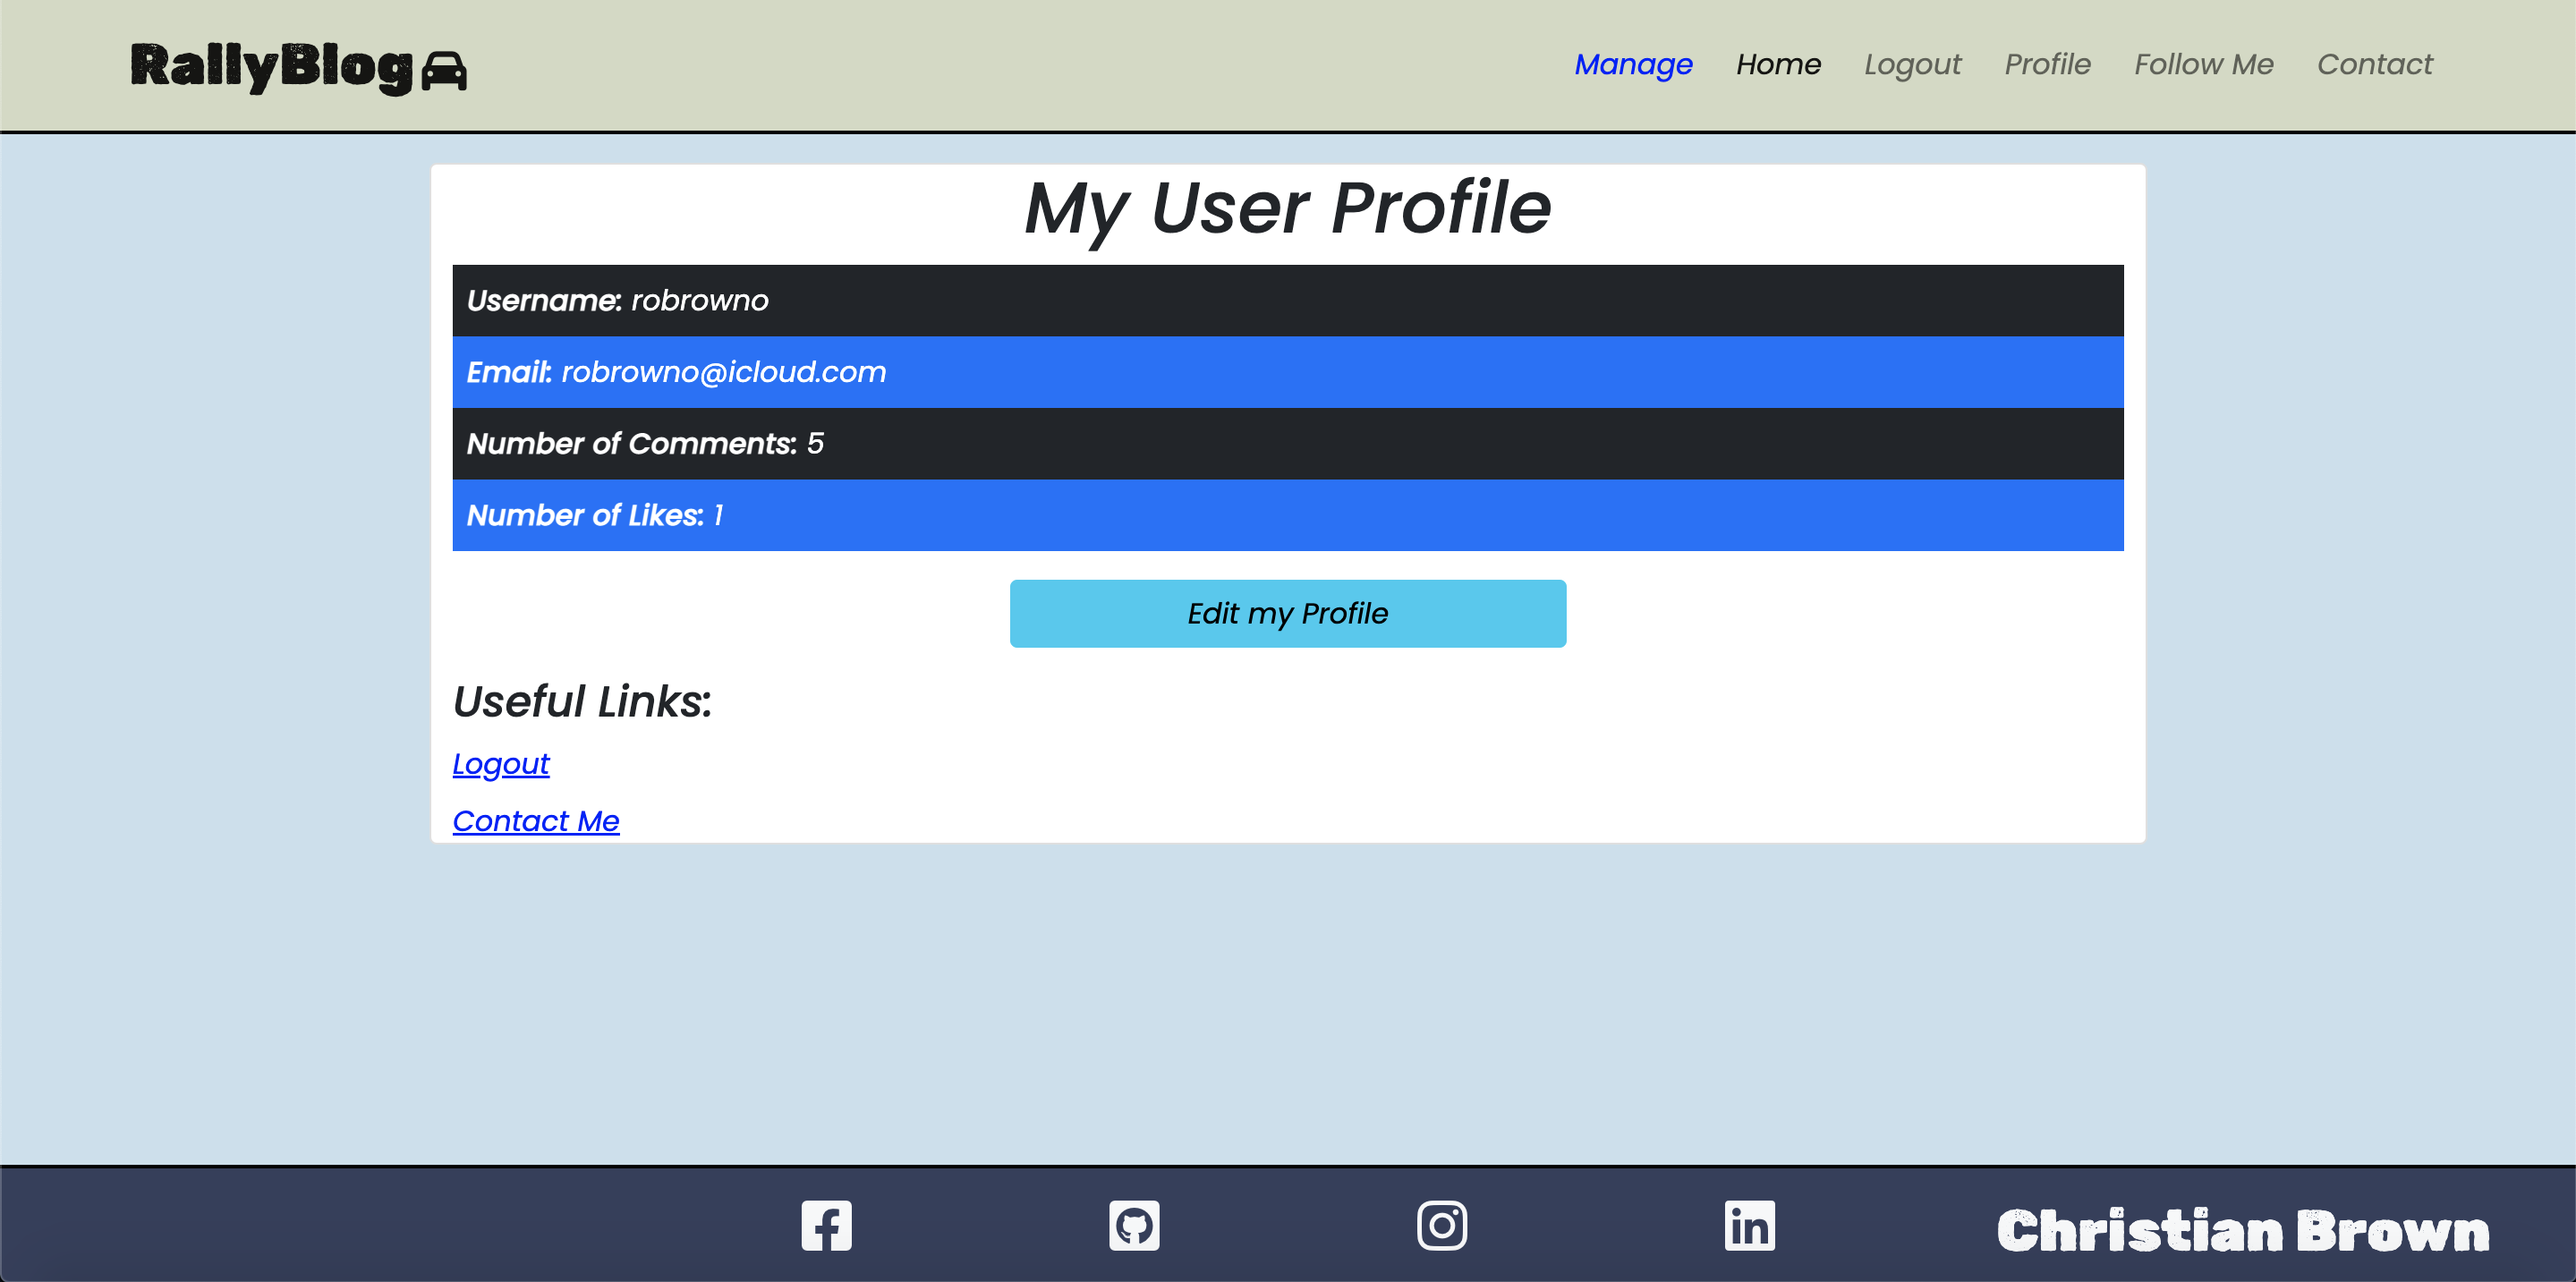 RallyBlog
Manage Home Logout Profile Follow Me Contact
My User Profile
Username: robrowno
Email: robrowno@icloud.com
Number of Comments: 5
Number of Likes: 1
Edit my Profile
Useful Links:
Logout
Contact Me
Christian Brown